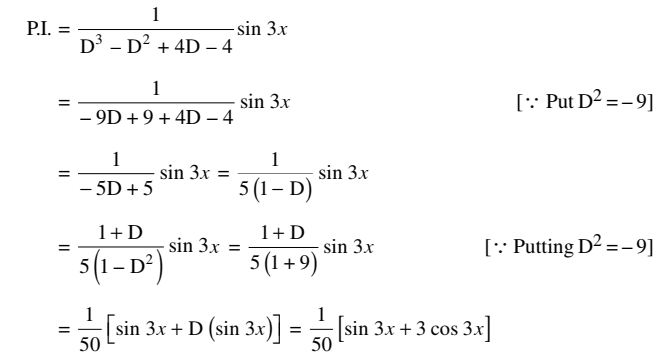 P.I. = 1 / (D³ – D² + 4D – 4) sin 3x
= 1 / (– 9D + 9 + 4D – 4) sin 3x [∵ Put D² = – 9]
= 1 / (– 5D + 5) sin 3x = 1 / (5(1 – D)) sin 3x
= (1 + D) / (5(1 – D²)) sin 3x = (1 + D) / (5(1 + 9)) sin 3x [∵ Putting D² = – 9]
= 1/50 [sin 3x + D (sin 3x)] = 1/50 [sin 3x + 3 cos 3x]